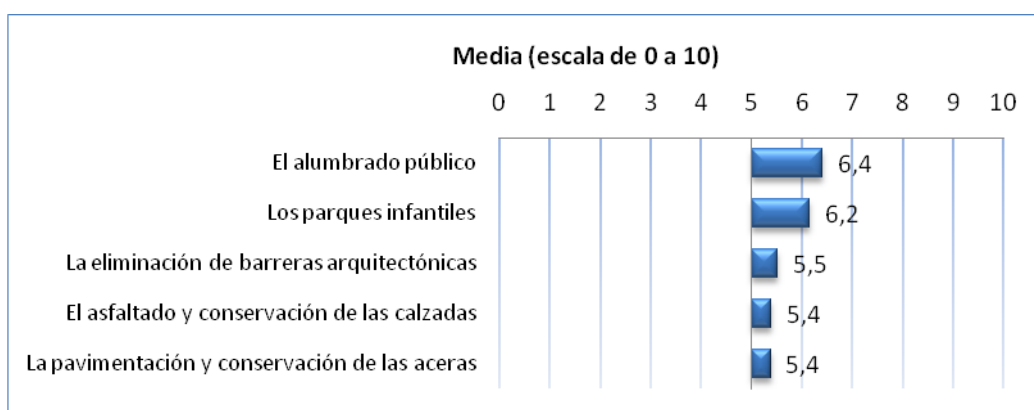 Media (escala de 0 a 10)
0 1 2 3 4 5 6 7 8 9 10
El alumbrado público 6,4
Los parques infantiles 6,2
La eliminación de barreras arquitectónicas 5,5
El asfaltado y conservación de las calzadas 5,4
La pavimentación y conservación de las aceras 5,4